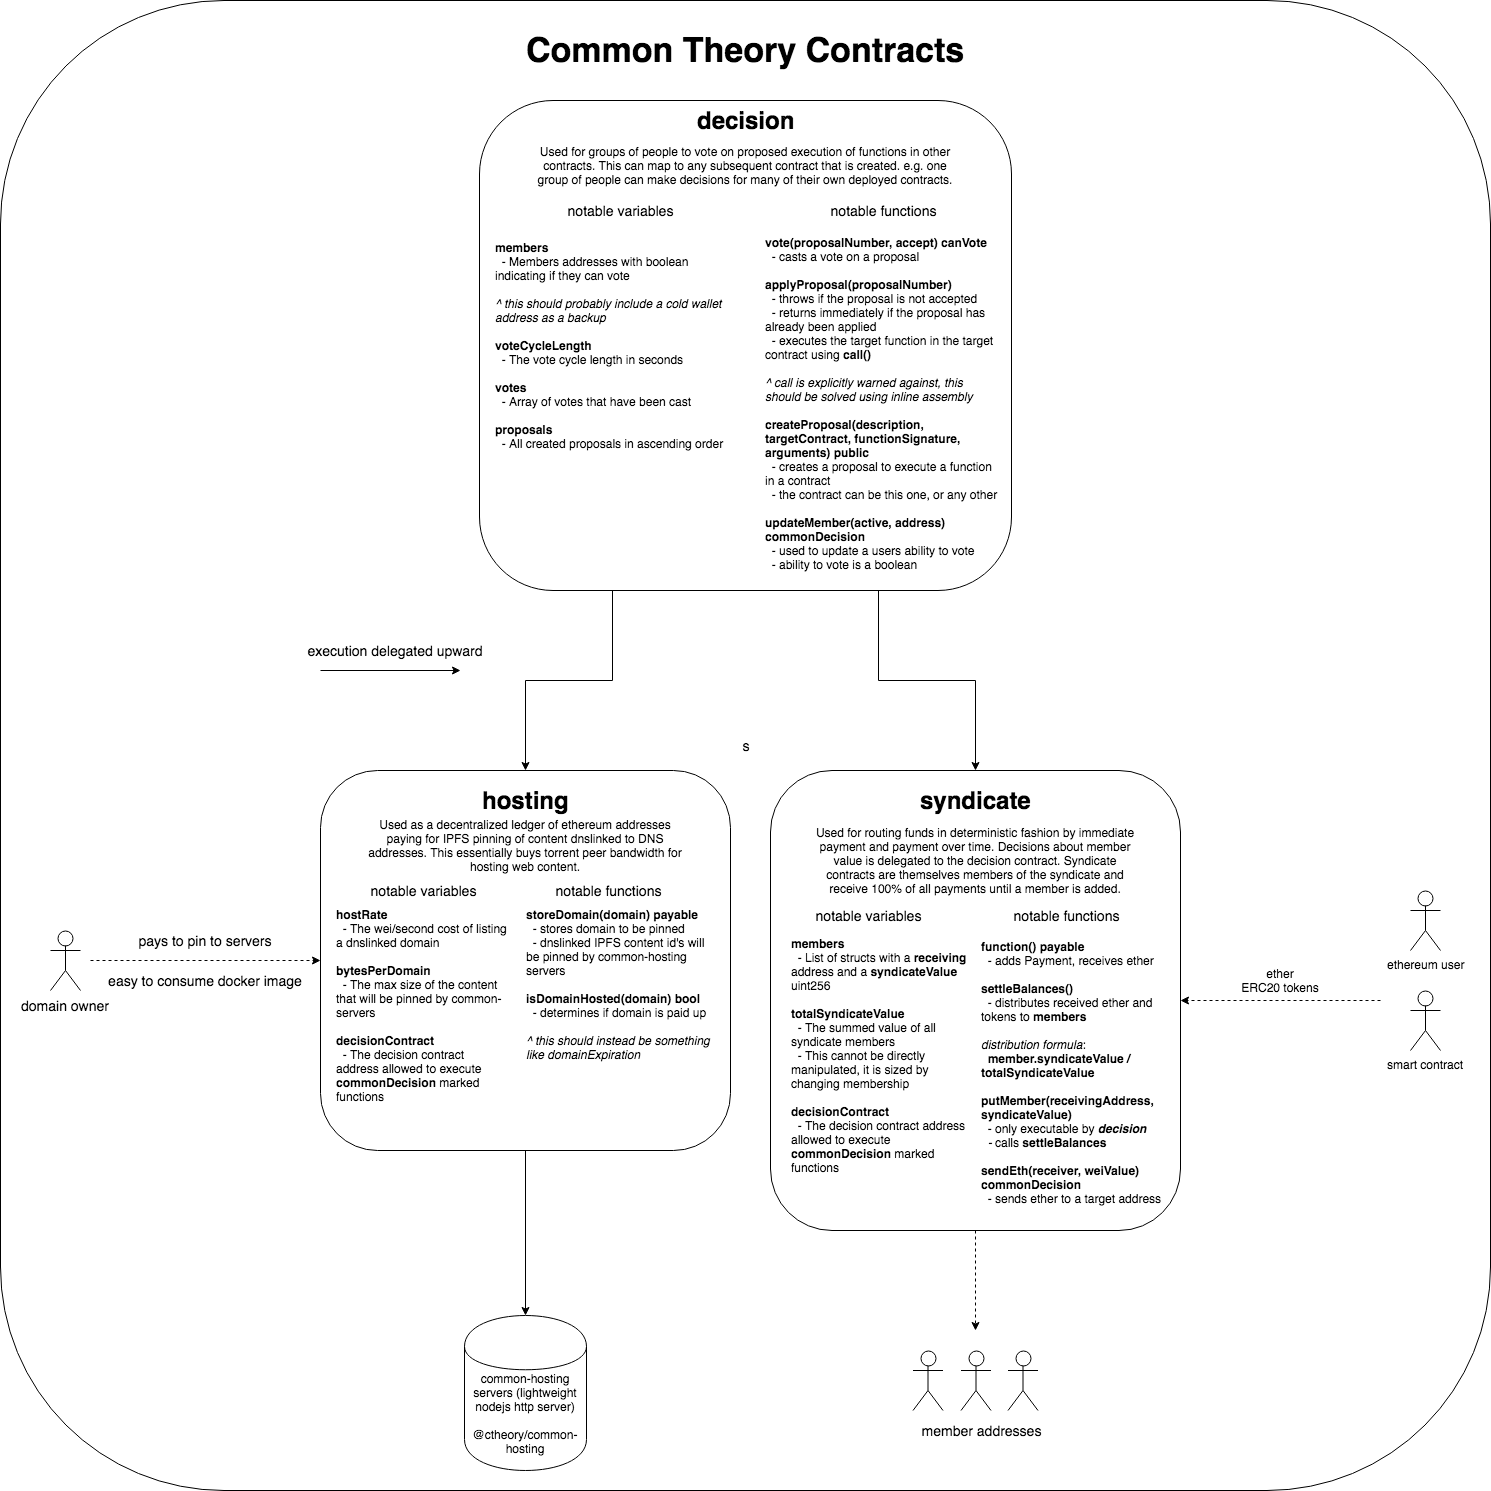 Common Theory Contracts
decision
Used for groups of people to vote on proposed execution of functions in other
contracts. This can map to any subsequent contract that is created. e.g. one
group of people can make decisions for many of their own deployed contracts.
notable variables
members
- Members addresses with boolean
indicating if they can vote
^ this should probably include a cold wallet
address as a backup
voteCycleLength
- The vote cycle length in seconds
votes
- Array of votes that have been cast
proposals
- All created proposals in ascending order
notable functions
vote(proposalNumber, accept) canVote
- casts a vote on a proposal
applyProposal(proposalNumber)
- throws if the proposal is not accepted
- returns immediately if the proposal has
already been applied
- executes the target function in the target
contract using call()
^ call is explicitly warned against, this
should be solved using inline assembly
createProposal(description,
targetContract, functionSignature,
arguments) public
- creates a proposal to execute a function
in a contract
- the contract can be this one, or any other
updateMember(active, address)
commonDecision
- used to update a users ability to vote
- ability to vote is a boolean
execution delegated upward
s
hosting
Used as a decentralized ledger of ethereum addresses
paying for IPFS pinning of content dnslinked to DNS
addresses. This essentially buys torrent peer bandwidth for
hosting web content.
notable variables
hostRate
- The wei/second cost of listing
a dnslinked domain
bytesPerDomain
- The max size of the content
that will be pinned by common-
servers
decisionContract
- The decision contract
address allowed to execute
commonDecision marked
functions
notable functions
storeDomain(domain) payable
- stores domain to be pinned
- dnslinked IPFS content id's will
be pinned by common-hosting
servers
isDomainHosted(domain) bool
- determines if domain is paid up
^ this should instead be something
like domainExpiration
syndicate
Used for routing funds in deterministic fashion by immediate
payment and payment over time. Decisions about member
value is delegated to the decision contract. Syndicate
contracts are themselves members of the syndicate and
receive 100% of all payments until a member is added.
notable variables
members
- List of structs with a receiving
address and a syndicateValue
uint256
totalSyndicateValue
- The summed value of all
syndicate members
- This cannot be directly
manipulated, it is sized by
changing membership
decisionContract
- The decision contract address
allowed to execute
commonDecision marked
functions
notable functions
function() payable
- adds Payment, receives ether
settleBalances()
- distributes received ether and
tokens to members
distribution formula:
member.syndicateValue /
totalSyndicateValue
putMember(receivingAddress,
syndicateValue)
- only executable by decision
- calls settleBalances
sendEth(receiver, weiValue)
commonDecision
- sends ether to a target address
pays to pin to servers
easy to consume docker image
domain owner
ethereum user
ether
ERC20 tokens
smart contract
common-hosting
servers (lightweight
nodejs http server)
@ctheory/common-
hosting
member addresses